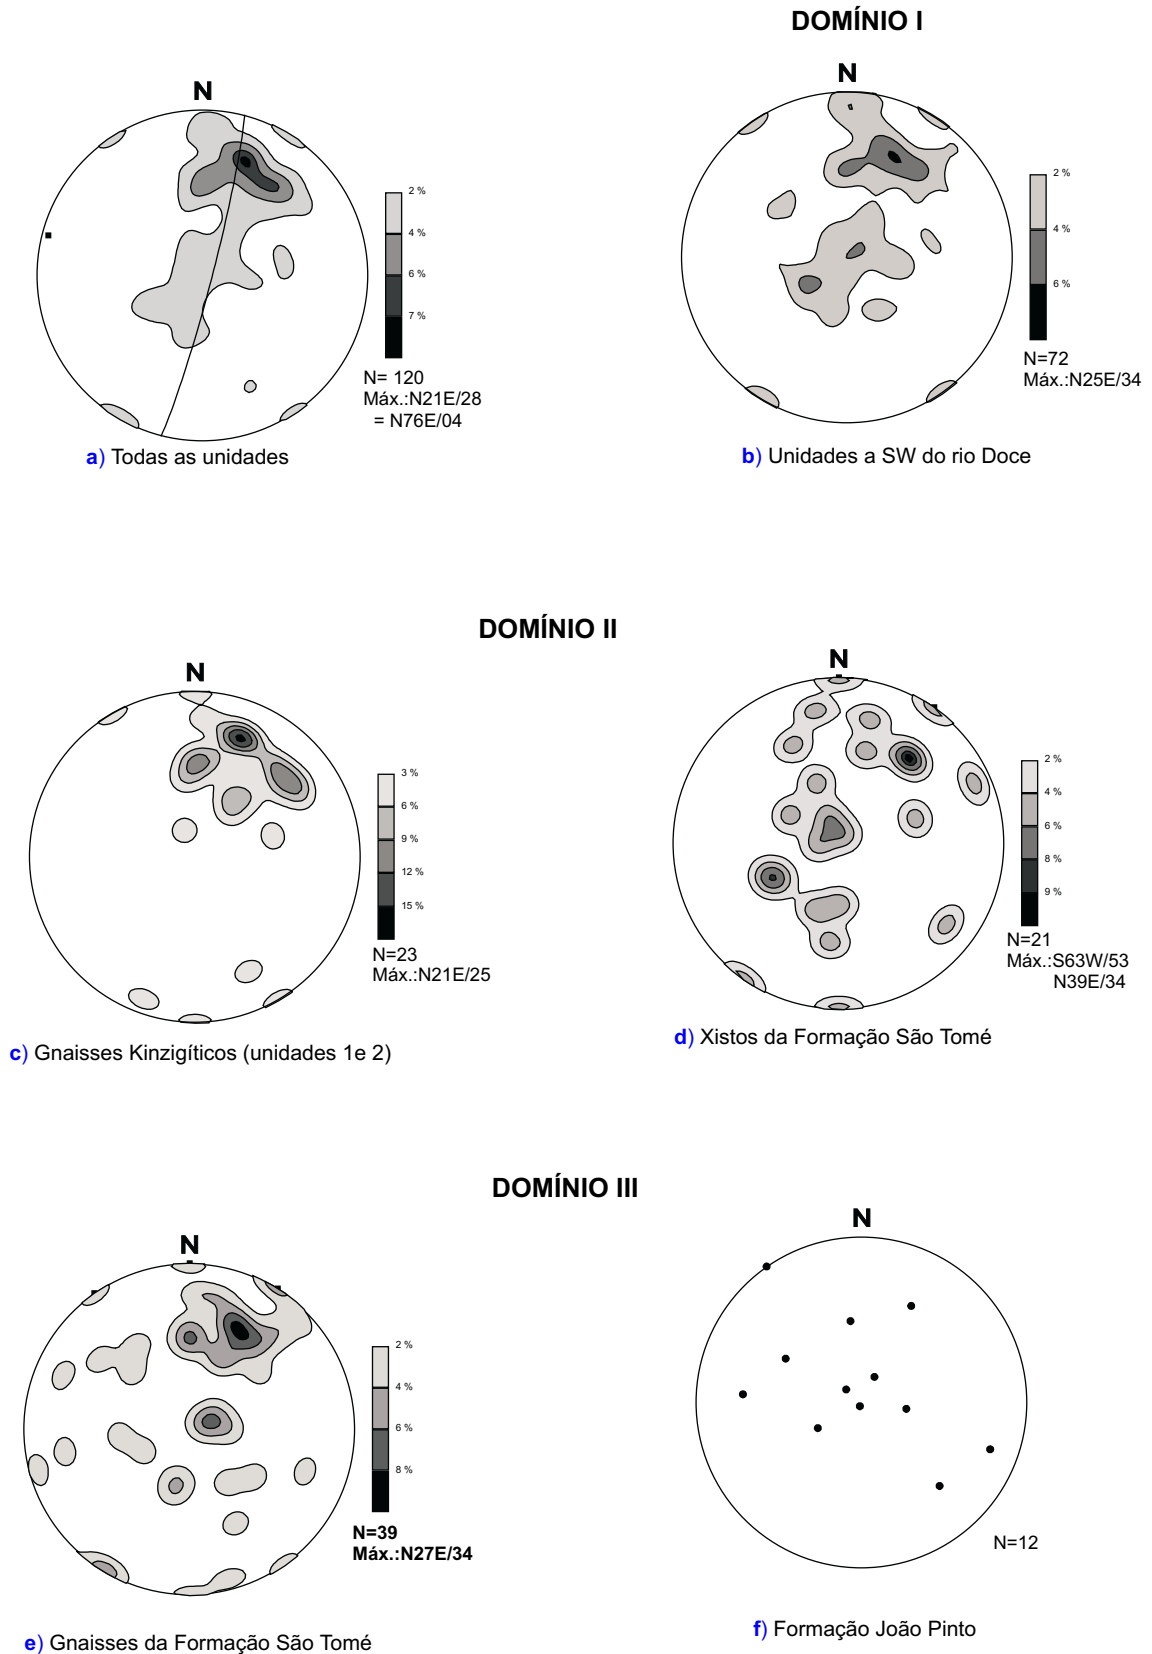 DOMÍNIO I
N
2 %
4 %
6 %
7 %
N= 120
Máx.:N21E/28
= N76E/04
a) Todas as unidades
N
2 %
4 %
6 %
N=72
Máx.:N25E/34
b) Unidades a SW do rio Doce
DOMÍNIO II
N
3 %
6 %
9 %
12 %
15 %
N=23
Máx.:N21E/25
c) Gnaisses Kinzigíticos (unidades 1e 2)
N
2 %
4 %
6 %
8 %
9 %
N=21
Máx.:S63W/53
N39E/34
d) Xistos da Formação São Tomé
DOMÍNIO III
N
2 %
4 %
6 %
8 %
N=39
Máx.:N27E/34
e) Gnaisses da Formação São Tomé
N
N=12
f) Formação João Pinto